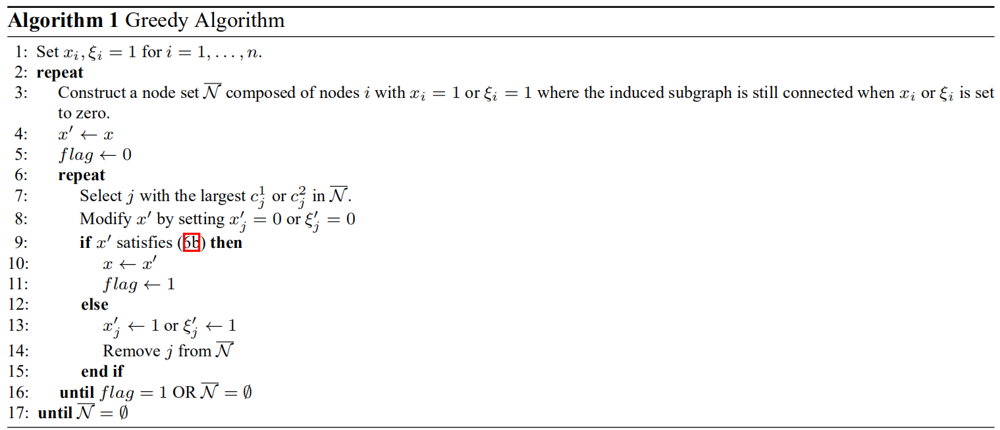 Algorithm 1 Greedy Algorithm
1: Set $x_i, \xi_i = 1$ for $i = 1, \ldots, n$.
2: repeat
3: Construct a node set $\overline{\mathcal{N}}$ composed of nodes $i$ with $x_i = 1$ or $\xi_i = 1$ where the induced subgraph is still connected when $x_i$ or $\xi_i$ is set
to zero.
4: $x' \leftarrow x$
5: $flag \leftarrow 0$
6: repeat
7: Select $j$ with the largest $c_j^1$ or $c_j^2$ in $\overline{\mathcal{N}}$.
8: Modify $x'$ by setting $x'_j = 0$ or $\xi'_j = 0$
9: if $x'$ satisfies (6b) then
10: $x \leftarrow x'$
11: $flag \leftarrow 1$
12: else
13: $x'_j \leftarrow 1$ or $\xi'_j \leftarrow 1$
14: Remove $j$ from $\overline{\mathcal{N}}$
15: end if
16: until $flag = 1$ OR $\overline{\mathcal{N}} = \emptyset$
17: until $\overline{\mathcal{N}} = \emptyset$